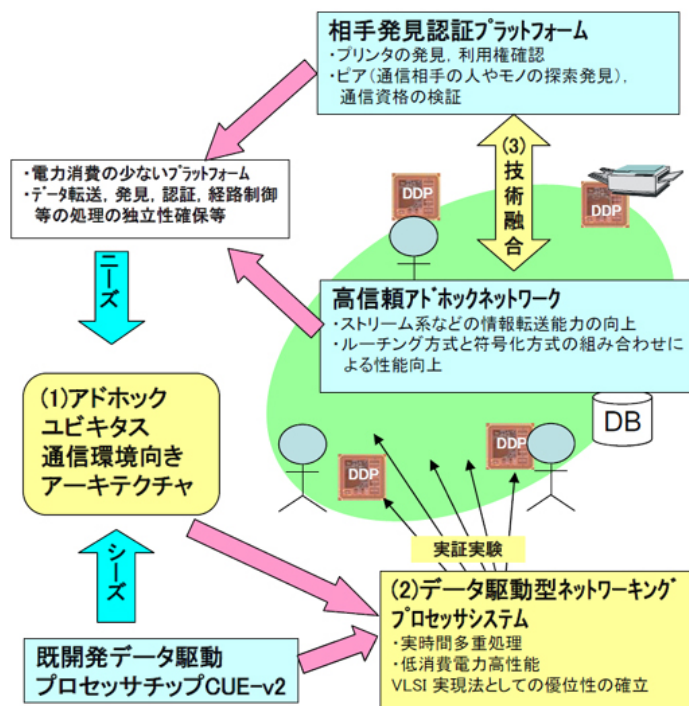 相手発見認証プラットフォーム
・プリンタの発見，利用権確認
・ピア（通信相手の人やモノの探索発見），
通信資格の検証
(3)
技術融合
・電力消費の少ないプラットフォーム
・データ転送，発見，認証，経路制御
等の処理の独立性確保等
DDP
DDP
ニーズ
高信頼アドホックネットワーク
・ストリーム系などの情報転送能力の向上
・ルーチング方式と符号化方式の組み合わせに
よる性能向上
(1)アドホック
ユビキタス
通信環境向き
アーキテクチャ
DB
DDP
DDP
シーズ
実証実験
(2)データ駆動型ネットワーキング
プロセッサシステム
・実時間多重処理
・低消費電力高性能
VLSI 実現法としての優位性の確立
既開発データ駆動
プロセッサチップCUE-v2